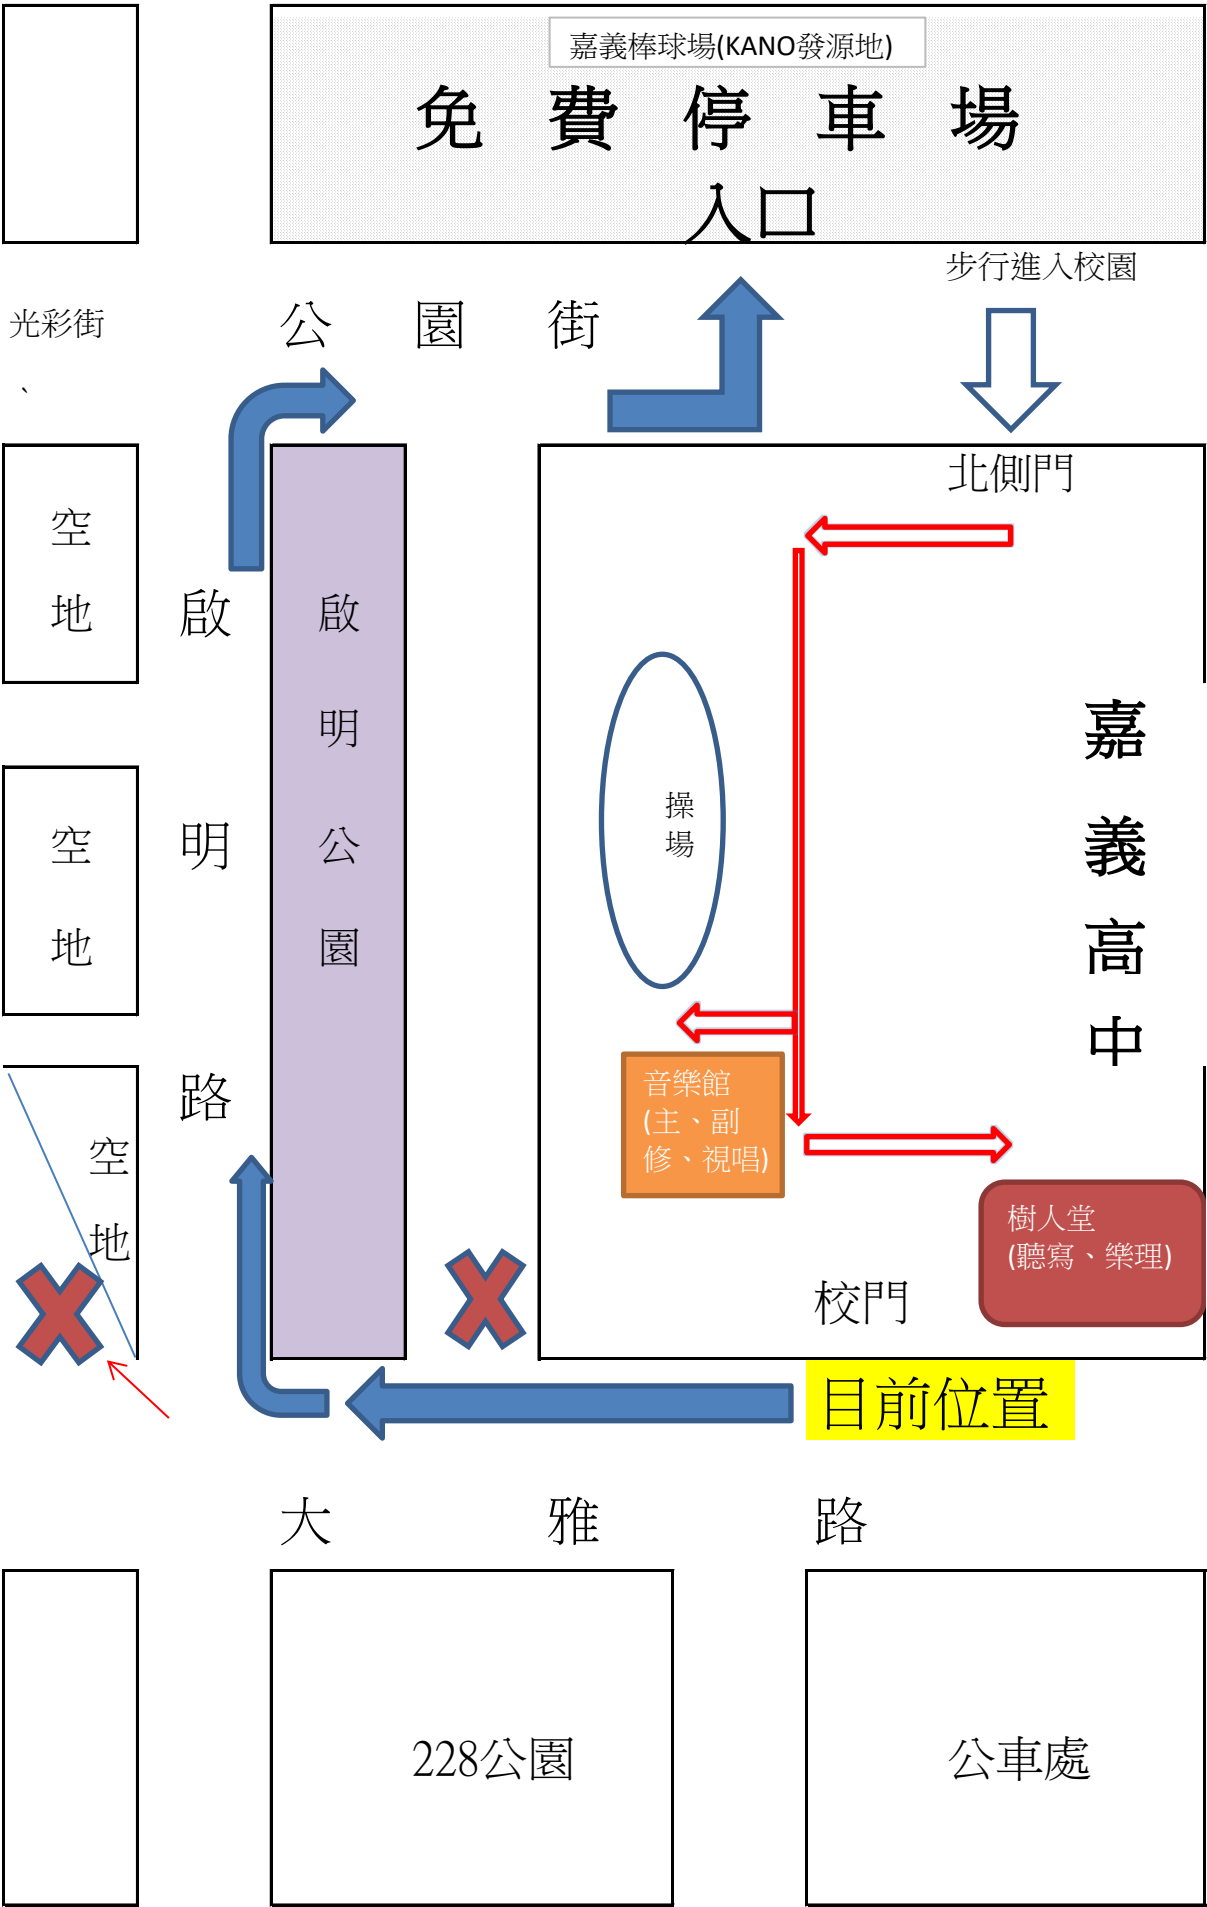 嘉義棒球場(KANO發源地)
免費停車場
入口
步行進入校園
光彩街
、
公園街
北側門
空地
啟明路
啟明公園
操場
嘉義高中
空地
音樂館
(主、副
修、視唱)
空地
樹人堂
(聽寫、樂理)
校門
目前位置
大雅路
228公園
公車處